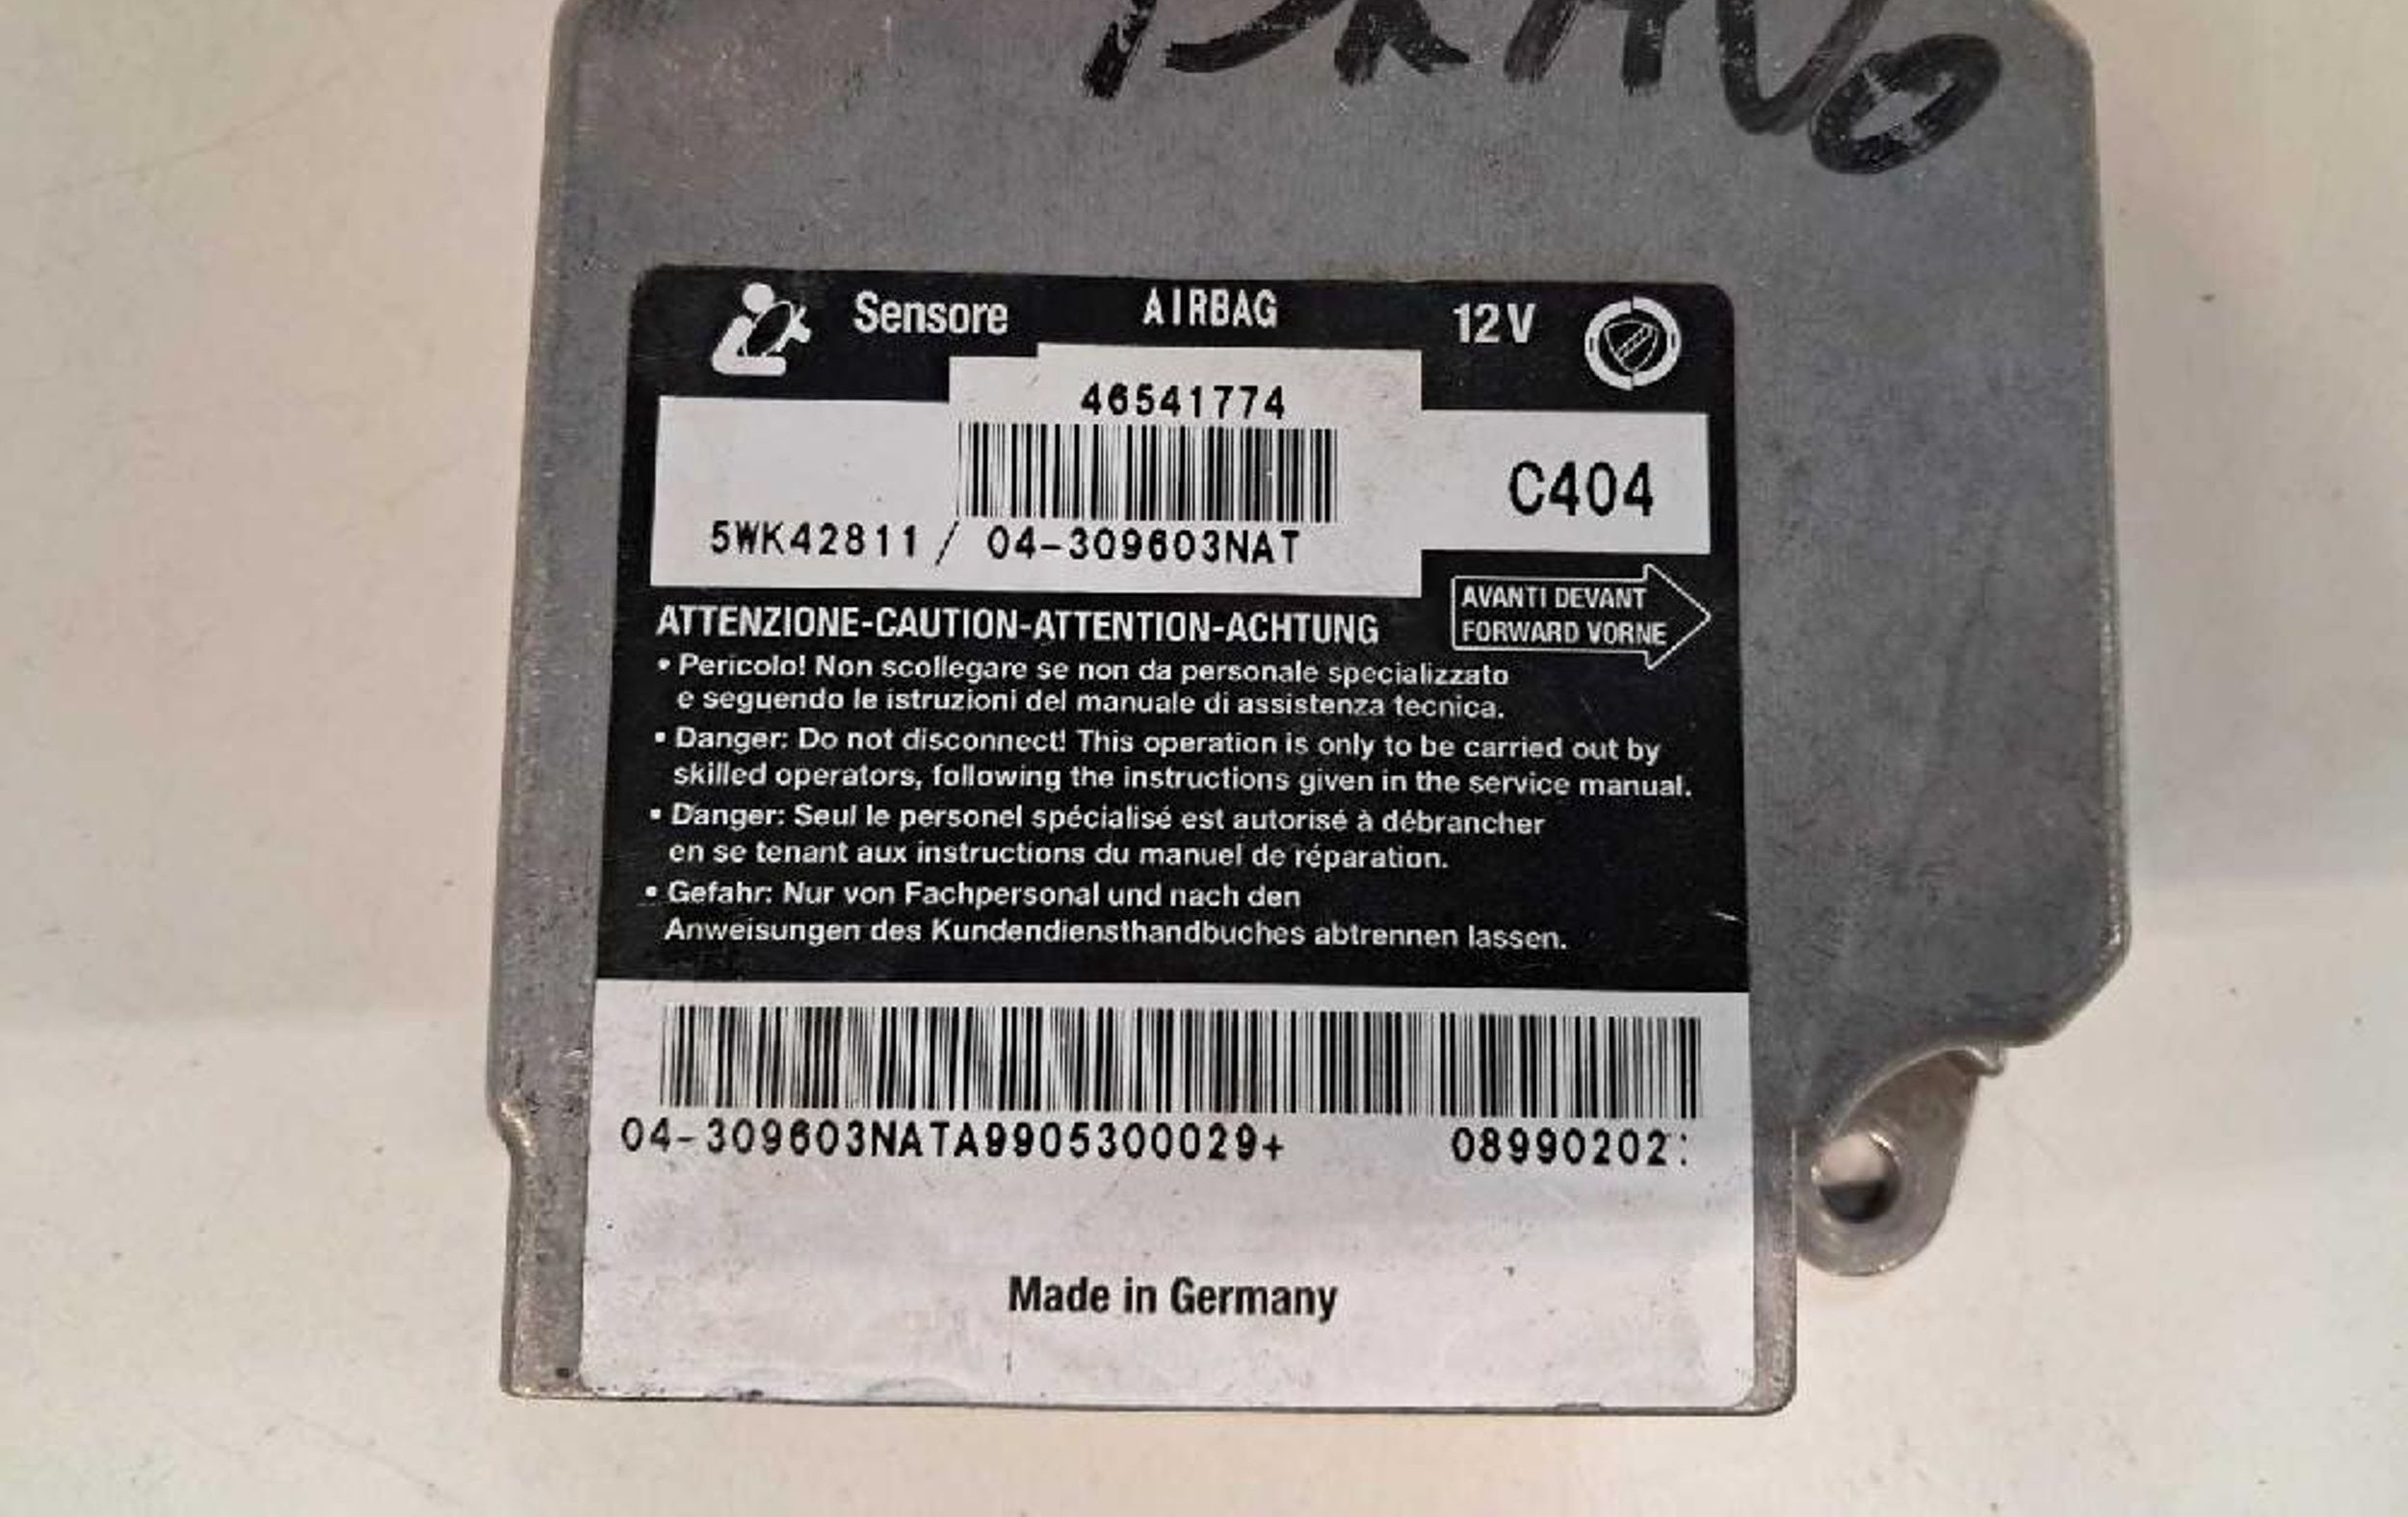 BRAVO
Sensore AIRBAG 12V
46541774
C404
5WK42811 / 04-309603NAT
AVANTI DEVANT
FORWARD VORNE
ATTENZIONE-CAUTION-ATTENTION-ACHTUNG
• Pericolo! Non scollegare se non da personale specializzato
e seguendo le istruzioni del manuale di assistenza tecnica.
• Danger: Do not disconnect! This operation is only to be carried out by
skilled operators, following the instructions given in the service manual.
• Danger: Seul le personel spécialisé est autorisé à débrancher
en se tenant aux instructions du manuel de réparation.
• Gefahr: Nur von Fachpersonal und nach den
Anweisungen des Kundendiensthandbuches abtrennen lassen.
04-309603NATA9905300029+
Made in Germany